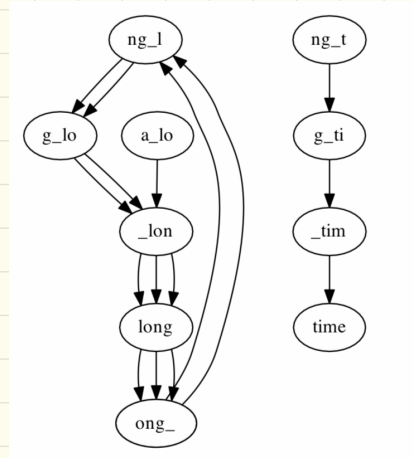 ng_l ng_t
g_lo a_lo g_ti
_lon _tim
long time
ong_